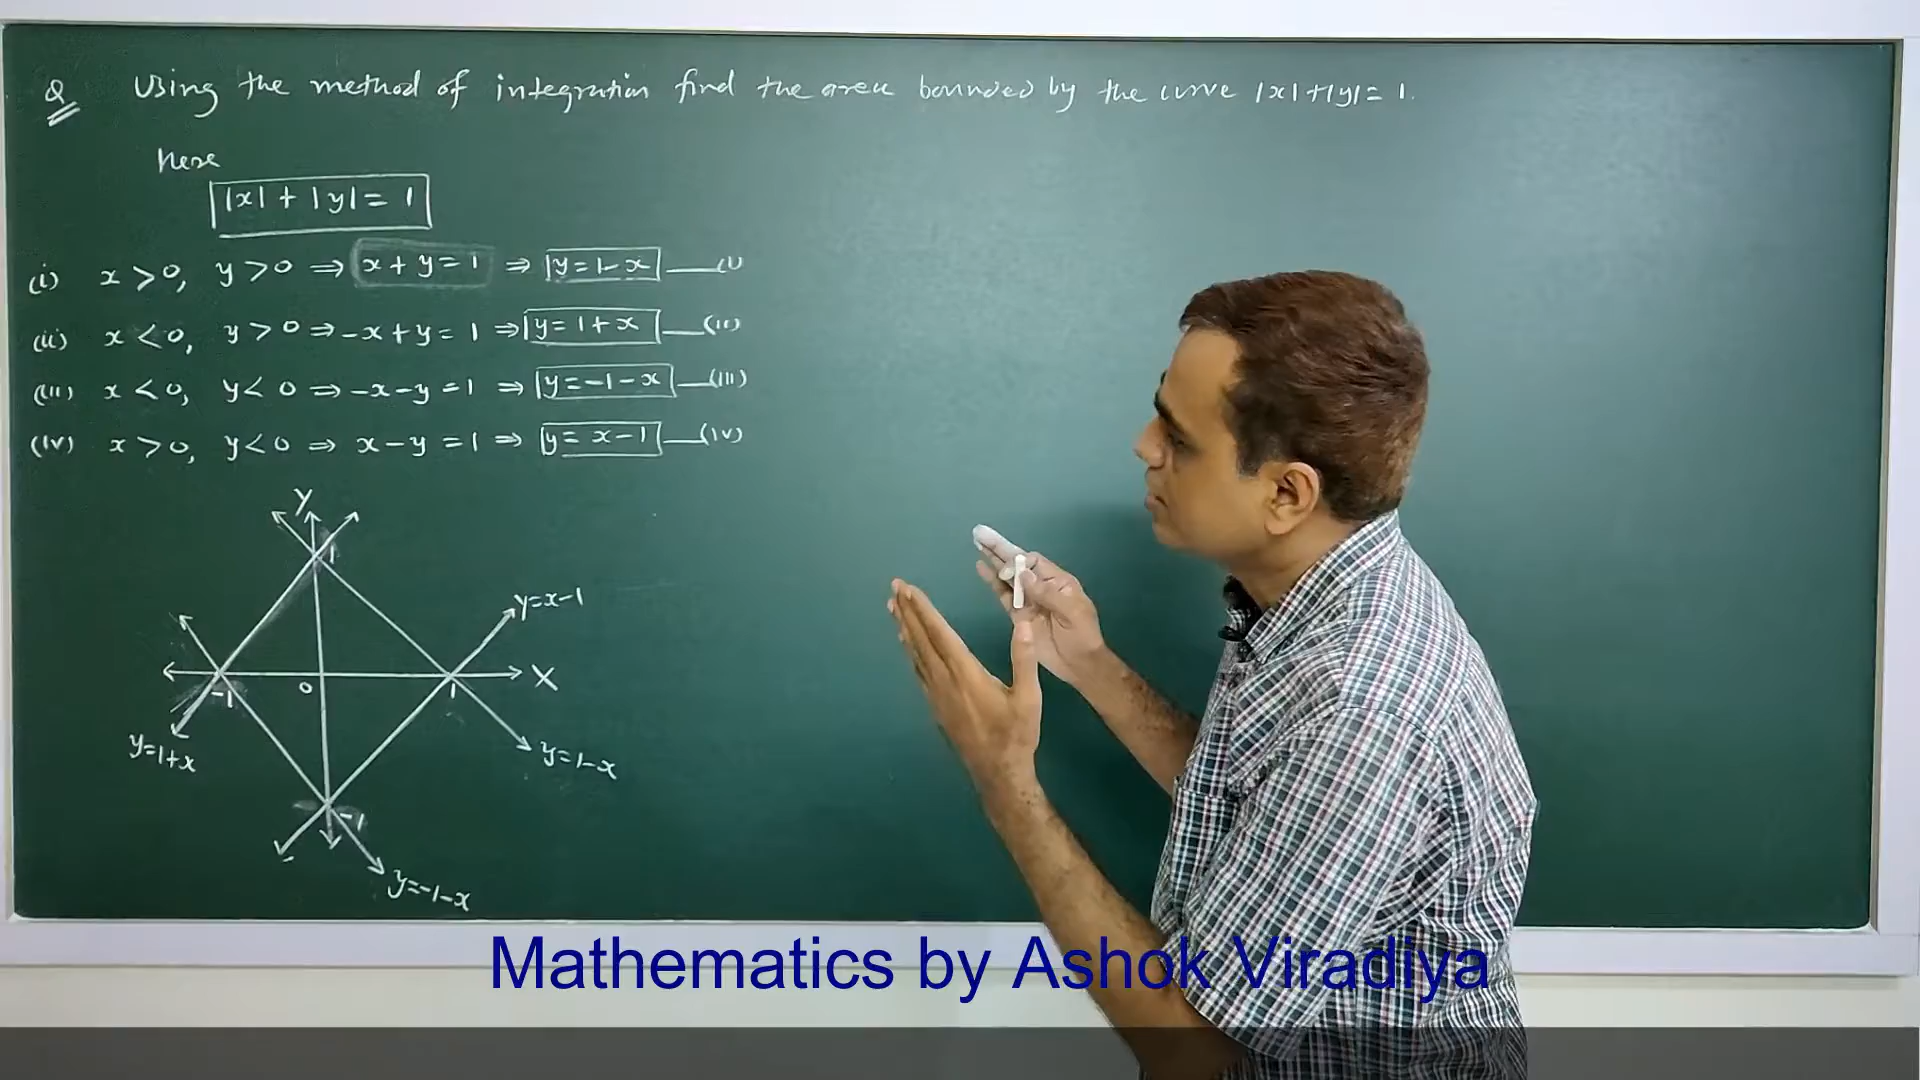 Q Using the method of integration find the area bounded by the curve |x|+|y|= 1.
Here
|x| + |y| = 1
(i) x > 0, y > 0 ⇒ x + y = 1 ⇒ y = 1 - x ——(i)
(ii) x < 0, y > 0 ⇒ -x + y = 1 ⇒ y = 1 + x ——(ii)
(iii) x < 0, y < 0 ⇒ -x - y = 1 ⇒ y = -1 - x ——(iii)
(iv) x > 0, y < 0 ⇒ x - y = 1 ⇒ y = x - 1 ——(iv)
Y
1
y=x-1
-1 0 1 X
y=1+x
y=1-x
-1
y=-1-x
Mathematics by Ashok Viradiya